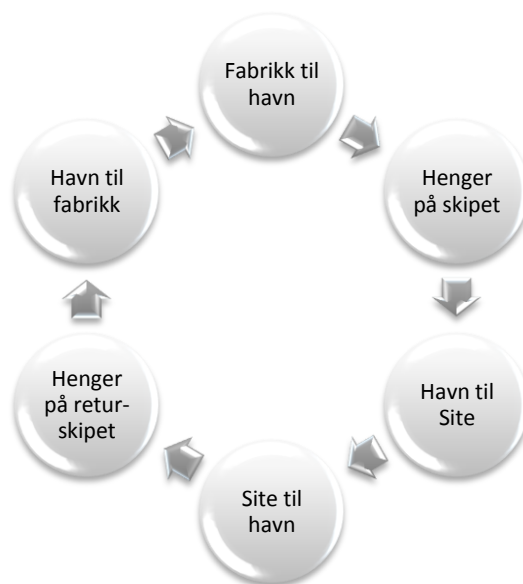 Fabrikk til
havn
Henger
på skipet
Havn til
Site
Site til
havn
Henger
på retur-
skipet
Havn til
fabrikk